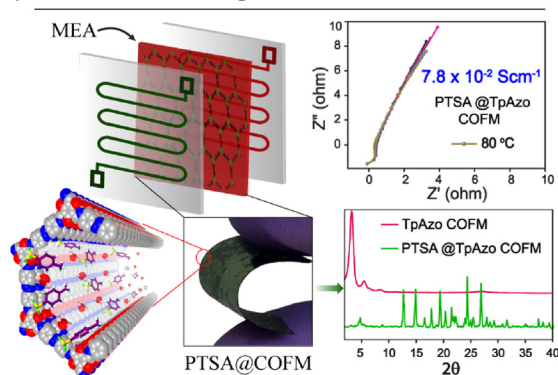 MEA
PTSA@COFM
10
8
6
4
2
0
Z" (ohm)
7.8 x 10⁻² Scm⁻¹
PTSA @TpAzo
COFM
80 ºC
0 2 4 6 8 10
Z' (ohm)
TpAzo COFM
PTSA @TpAzo COFM
5 10 15 20 25 30 35 40
2θ